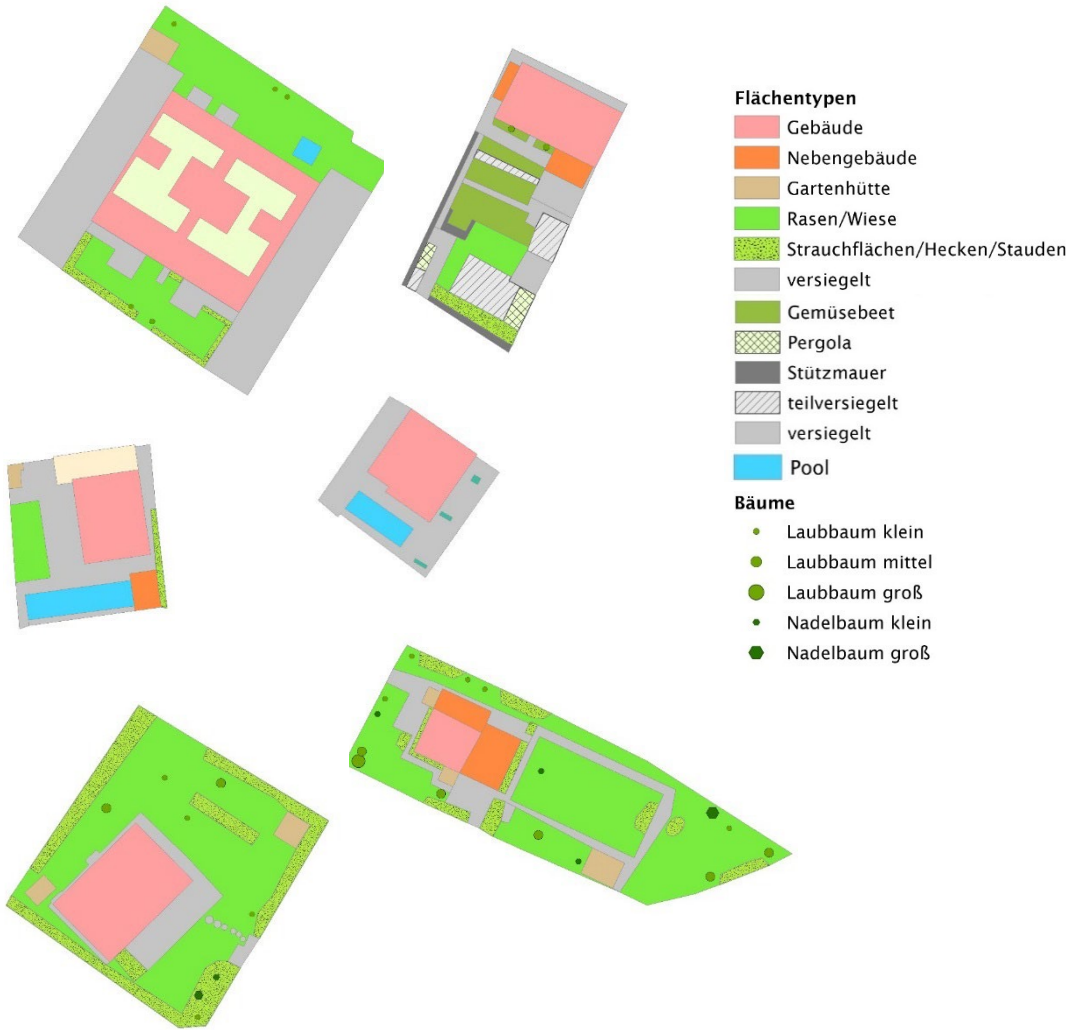 Flächentypen
Gebäude
Nebengebäude
Gartenhütte
Rasen/Wiese
Strauchflächen/Hecken/Stauden
versiegelt
Gemüsebeet
Pergola
Stützmauer
teilversiegelt
versiegelt
Pool
Bäume
Laubbaum klein
Laubbaum mittel
Laubbaum groß
Nadelbaum klein
Nadelbaum groß